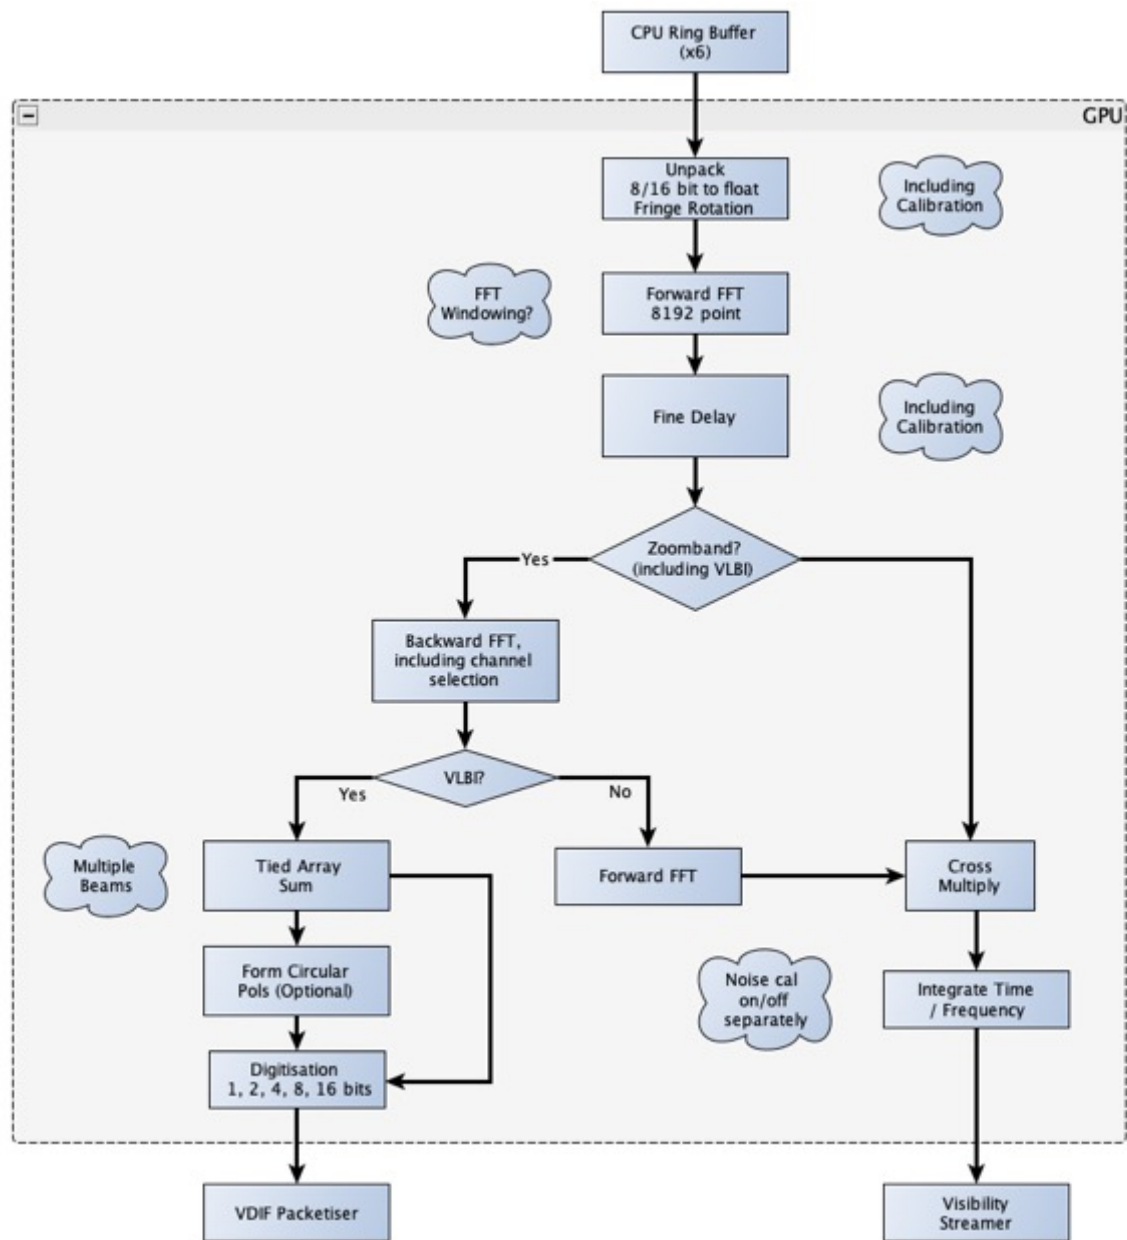 CPU Ring Buffer
(x6)
GPU
Unpack
8/16 bit to float
Fringe Rotation
Including
Calibration
FFT
Windowing?
Forward FFT
8192 point
Fine Delay
Including
Calibration
Zoomband?
(including VLBI)
Yes
Backward FFT,
including channel
selection
VLBI?
Yes
No
Multiple
Beams
Tied Array
Sum
Forward FFT
Cross
Multiply
Form Circular
Pols (Optional)
Noise cal
on/off
separately
Integrate Time
/ Frequency
Digitisation
1, 2, 4, 8, 16 bits
VDIF Packetiser
Visibility
Streamer